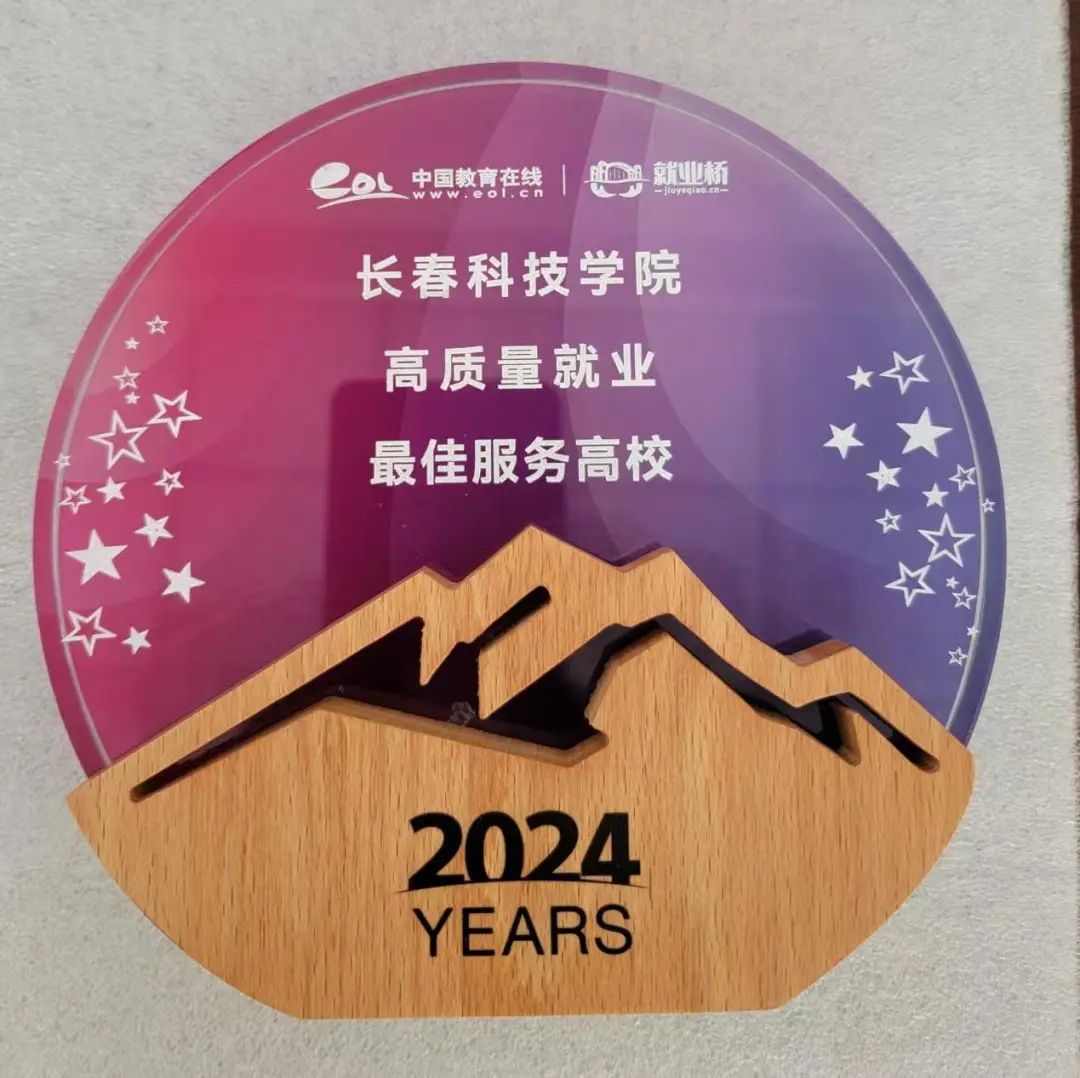 eol 中国教育在线 | 就业桥
www.eol.cn jiuyeqiao.cn
长春科技学院
高质量就业
最佳服务高校
2024
YEARS